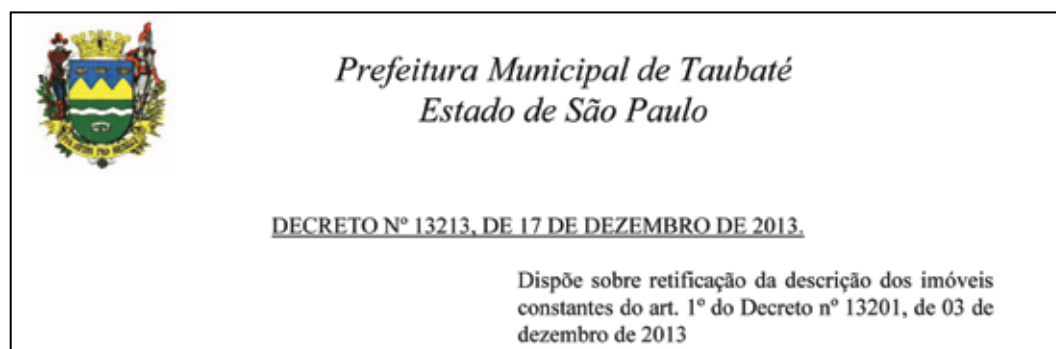 Prefeitura Municipal de Taubaté
Estado de São Paulo
DECRETO Nº 13213, DE 17 DE DEZEMBRO DE 2013.
Dispõe sobre retificação da descrição dos imóveis
constantes do art. 1º do Decreto nº 13201, de 03 de
dezembro de 2013